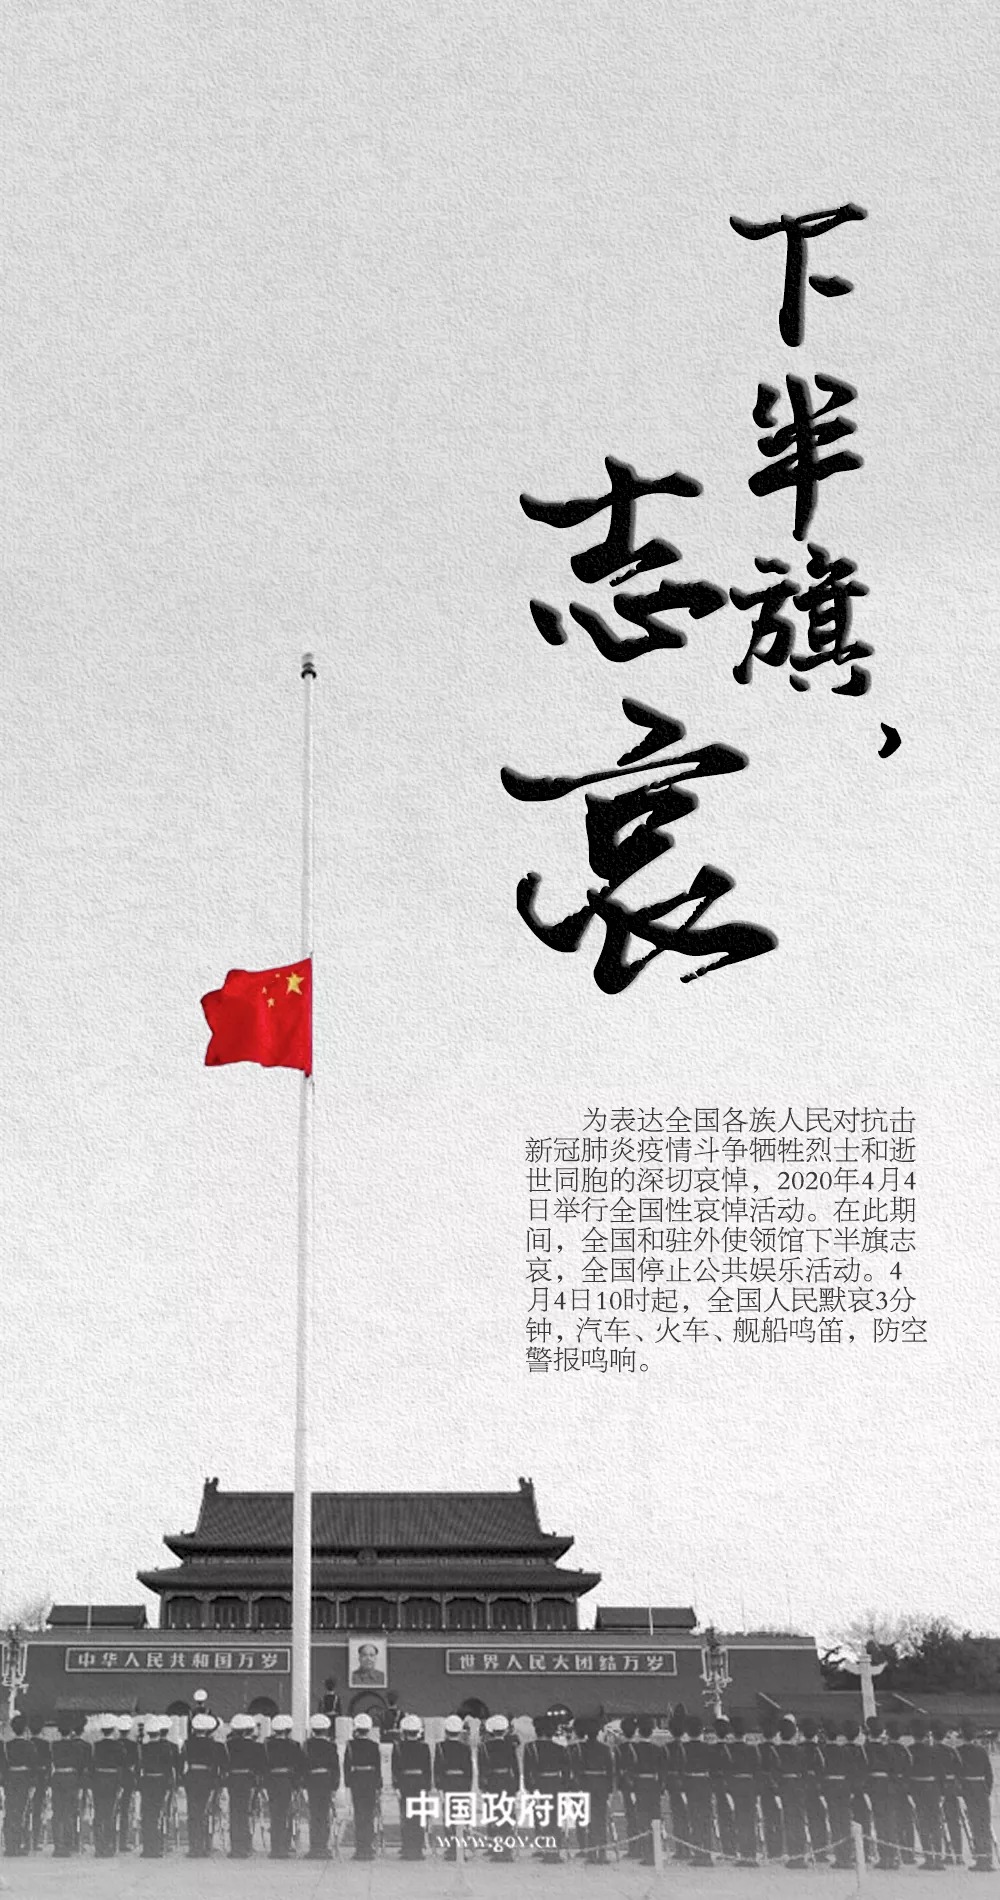 下半旗、
志哀
为表达全国各族人民对抗击
新冠肺炎疫情斗争牺牲烈士和逝
世同胞的深切哀悼，2020年4月4
日举行全国性哀悼活动。在此期
间，全国和驻外使领馆下半旗志
哀，全国停止公共娱乐活动。4
月4日10时起，全国人民默哀3分
钟，汽车、火车、舰船鸣笛，防空
警报鸣响。
中华人民共和国万岁
世界人民大团结万岁
中国政府网
www.gov.cn